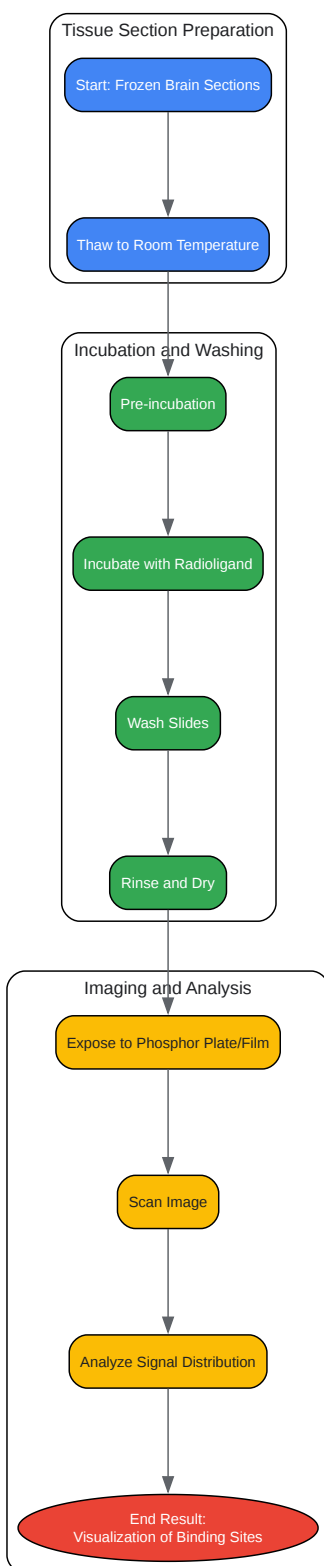 Tissue Section Preparation
Start: Frozen Brain Sections
Thaw to Room Temperature
Incubation and Washing
Pre-incubation
Incubate with Radioligand
Wash Slides
Rinse and Dry
Imaging and Analysis
Expose to Phosphor Plate/Film
Scan Image
Analyze Signal Distribution
End Result:
Visualization of Binding Sites